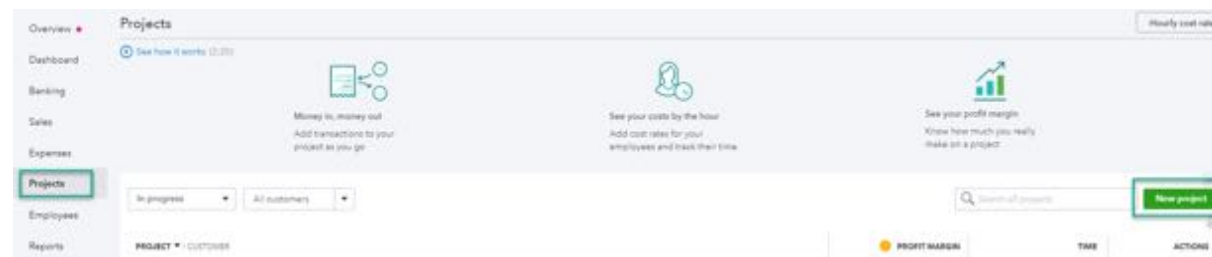 Overview
Dashboard
Banking
Sales
Expenses
Projects
Employees
Reports
Projects
Hourly cost rate
See how it works (2:20)
Money in, money out
Add transactions to your
project as you go
See your costs by the hour
Add cost rates for your
employees and track their time
See your profit margin
Know how much you really
make on a project
In progress
All customers
Search all projects
New project
PROJECT - CUSTOMER
PROFIT MARGIN
TIME
ACTIONS